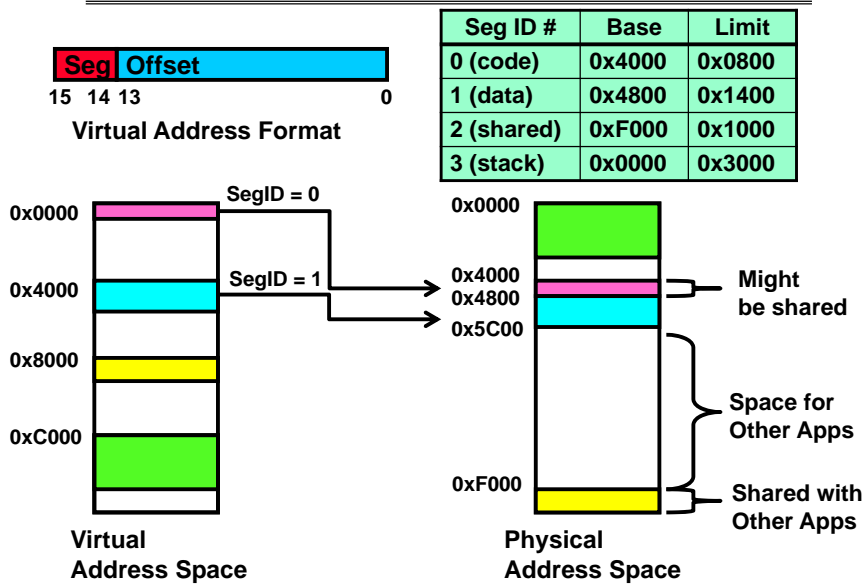 Seg Offset
15 14 13 0
Virtual Address Format
Seg ID # Base Limit
0 (code) 0x4000 0x0800
1 (data) 0x4800 0x1400
2 (shared) 0xF000 0x1000
3 (stack) 0x0000 0x3000
0x0000
0x4000
0x8000
0xC000
SegID = 0
SegID = 1
Virtual
Address Space
0x0000
0x4000
0x4800
0x5C00
0xF000
Physical
Address Space
Might
be shared
Space for
Other Apps
Shared with
Other Apps